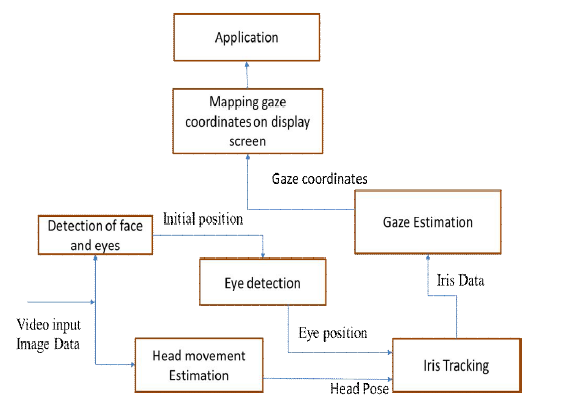 Application
Mapping gaze
coordinates on display
screen
Gaze coordinates
Detection of face
and eyes
Initial position
Gaze Estimation
Eye detection
Iris Data
Video input
Image Data
Eye position
Head movement
Estimation
Iris Tracking
Head Pose